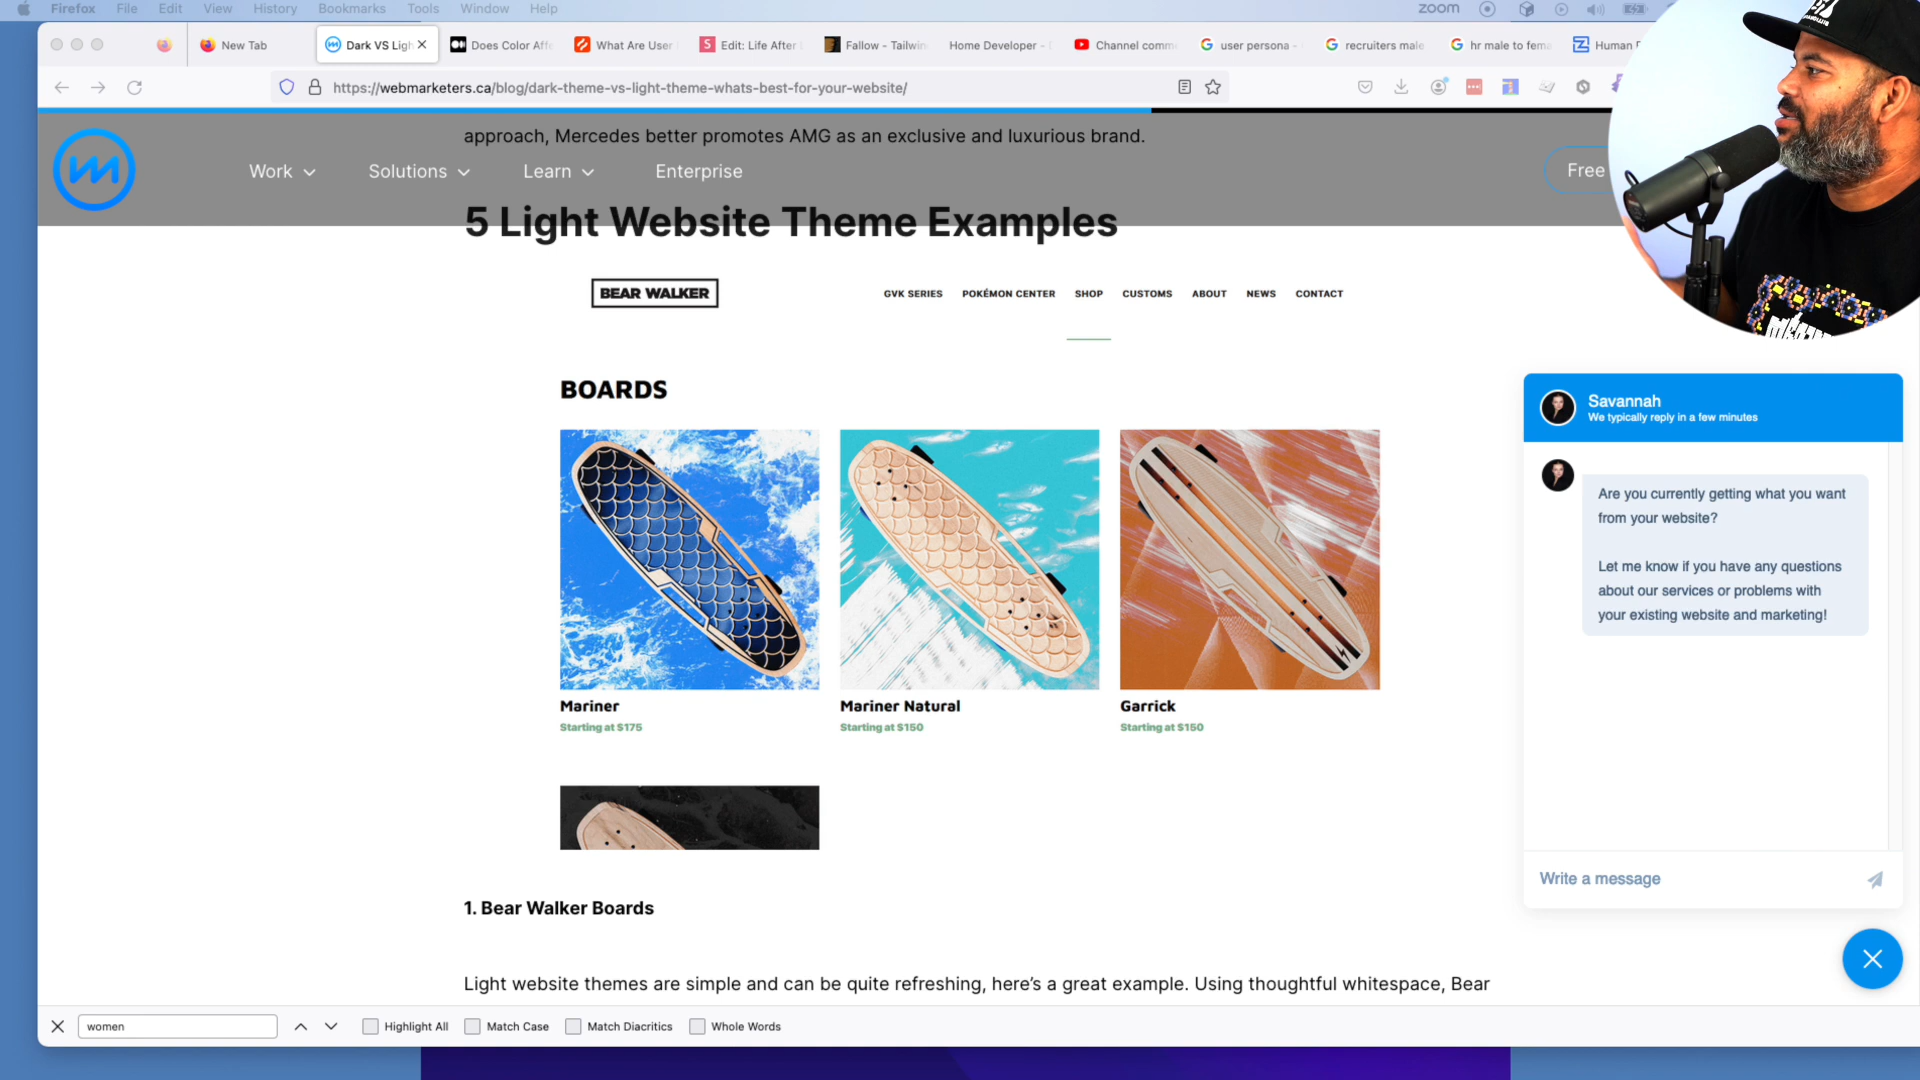 Firefox File Edit View History Bookmarks Tools Window Help
zoom
New Tab
Dark VS Ligh
Does Color Aff
What Are User
Edit: Life After
Fallow - Tailwin
Home Developer -
Channel comm
user persona -
recruiters male
hr male to fema
Human
https://webmarketers.ca/blog/dark-theme-vs-light-theme-whats-best-for-your-website/
approach, Mercedes better promotes AMG as an exclusive and luxurious brand.
Work Solutions Learn Enterprise
Free
5 Light Website Theme Examples
BEAR WALKER
GVK SERIES POKÉMON CENTER SHOP CUSTOMS ABOUT NEWS CONTACT
BOARDS
Mariner
Starting at $175
Mariner Natural
Starting at $150
Garrick
Starting at $150
1. Bear Walker Boards
Light website themes are simple and can be quite refreshing, here's a great example. Using thoughtful whitespace, Bear
Savannah
We typically reply in a few minutes
Are you currently getting what you want
from your website?
Let me know if you have any questions
about our services or problems with
your existing website and marketing!
Write a message
women
Highlight All Match Case Match Diacritics Whole Words